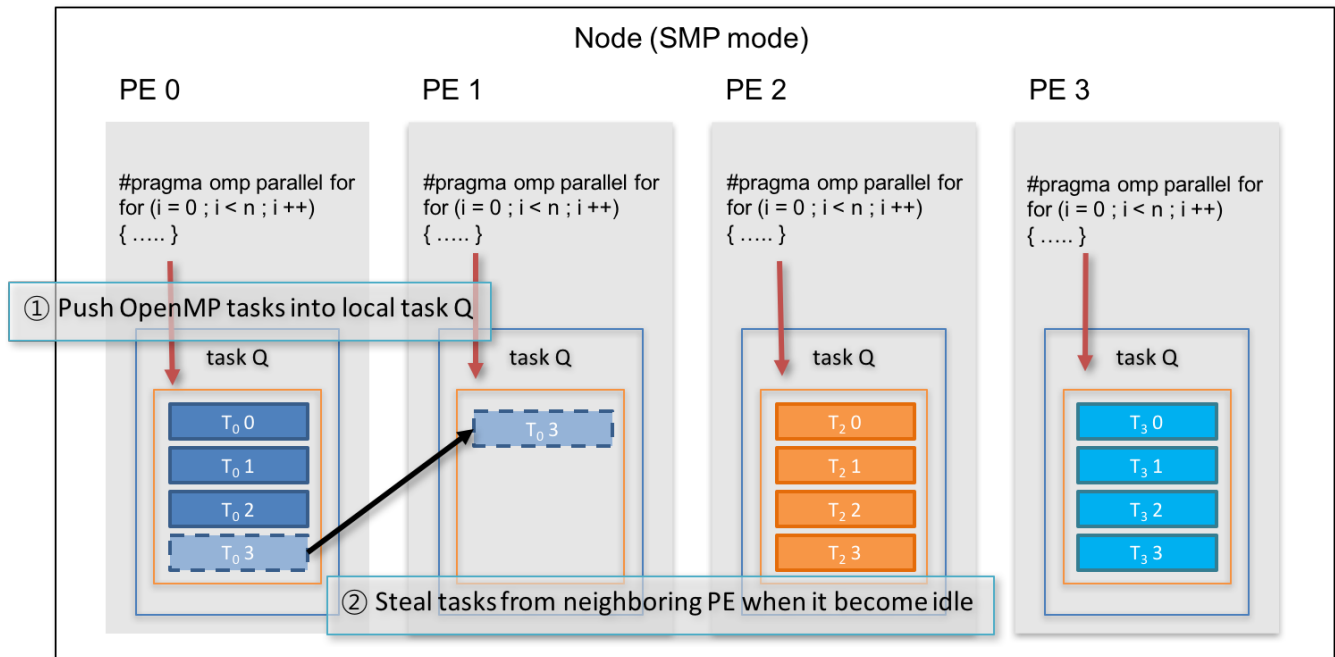 Node (SMP mode)
PE 0
#pragma omp parallel for
for (i = 0 ; i < n ; i ++)
{ ….. }
PE 1
#pragma omp parallel for
for (i = 0 ; i < n ; i ++)
{ ….. }
PE 2
#pragma omp parallel for
for (i = 0 ; i < n ; i ++)
{ ….. }
PE 3
#pragma omp parallel for
for (i = 0 ; i < n ; i ++)
{ ….. }
① Push OpenMP tasks into local task Q
task Q
T₀ 0
T₀ 1
T₀ 2
T₀ 3
task Q
T₀ 3
task Q
T₂ 0
T₂ 1
T₂ 2
T₂ 3
task Q
T₃ 0
T₃ 1
T₃ 2
T₃ 3
② Steal tasks from neighboring PE when it become idle